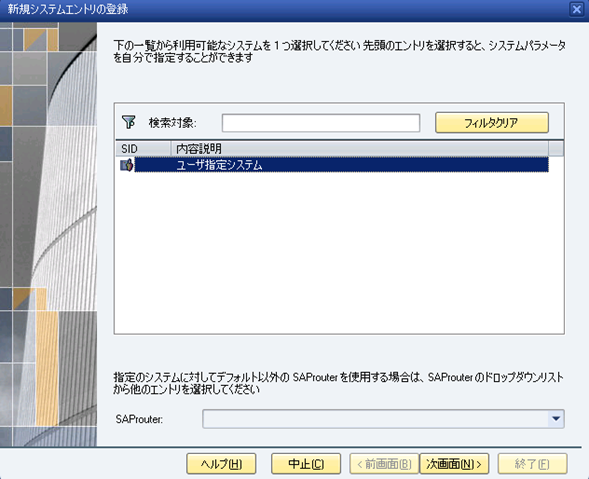 新規システムエントリの登録
下の一覧から利用可能なシステムを１つ選択してください 先頭のエントリを選択すると、システムパラメータ
を自分で指定することができます
検索対象: フィルタクリア
SID 内容説明
ユーザ指定システム
指定のシステムに対してデフォルト以外の SAProuter を使用する場合は、SAProuter のドロップダウンリスト
から他のエントリを選択してください
SAProuter:
ヘルプ(H) 中止(C) < 前画面(B) 次画面(N) > 終了(F)